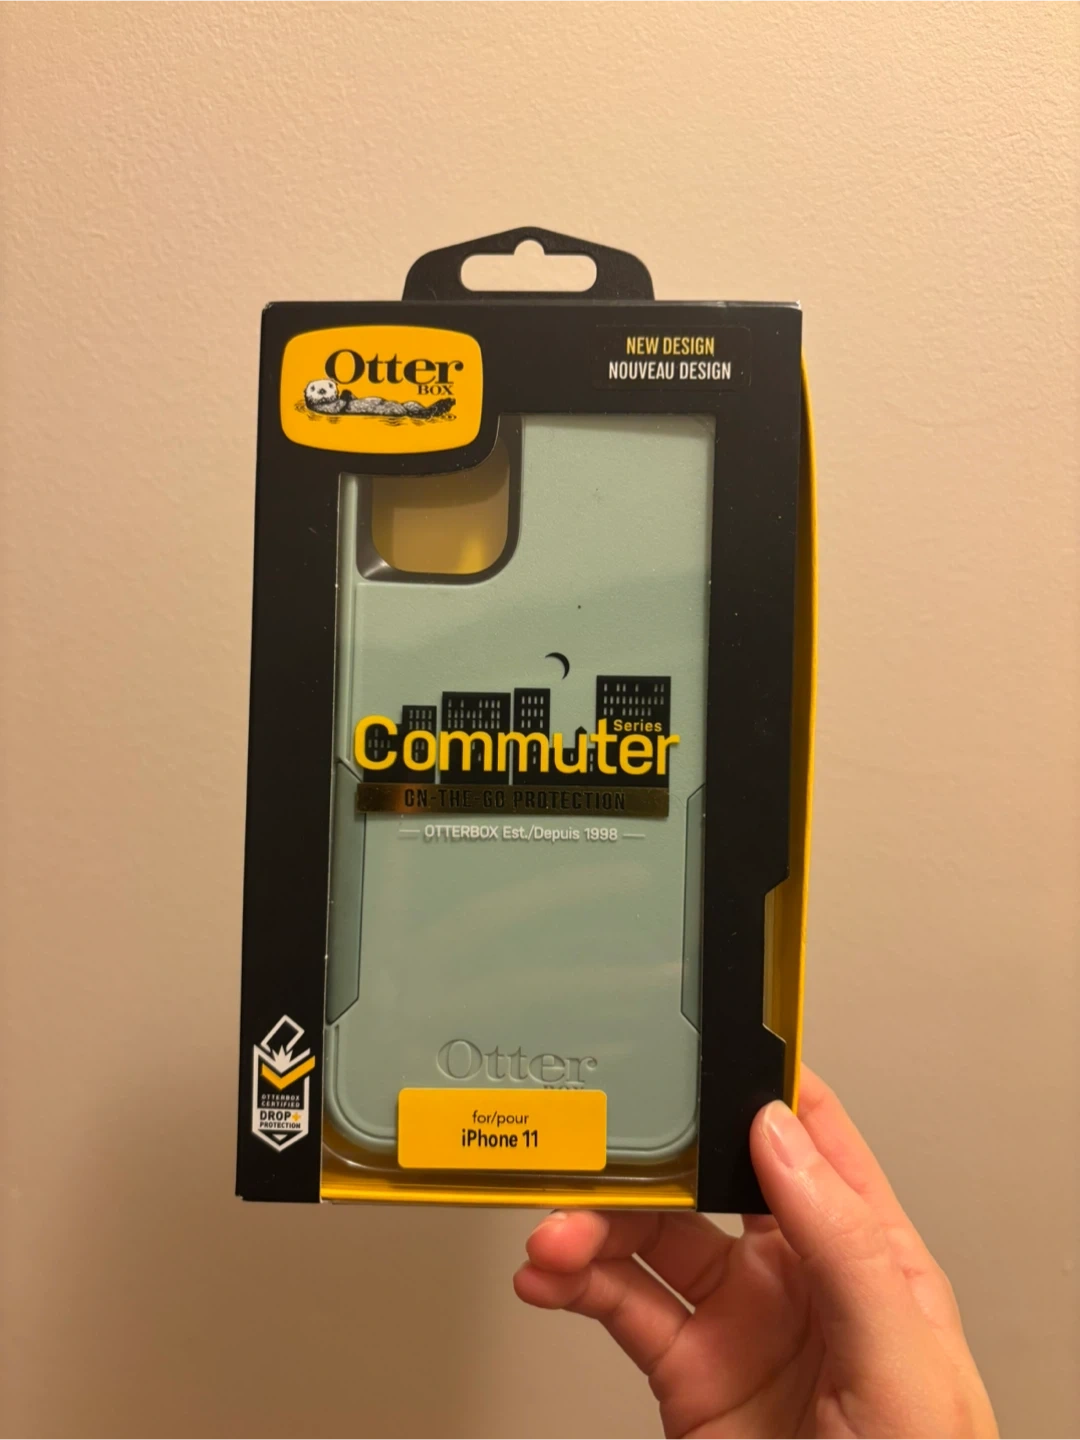 Otter
BOX
NEW DESIGN
NOUVEAU DESIGN
Commuter
Series
ON-THE-GO PROTECTION
OTTERBOX Est./Depuis 1998
Otter
BOX
for/pour
iPhone 11
OTTERBOX
CERTIFIED
DROP+
PROTECTION